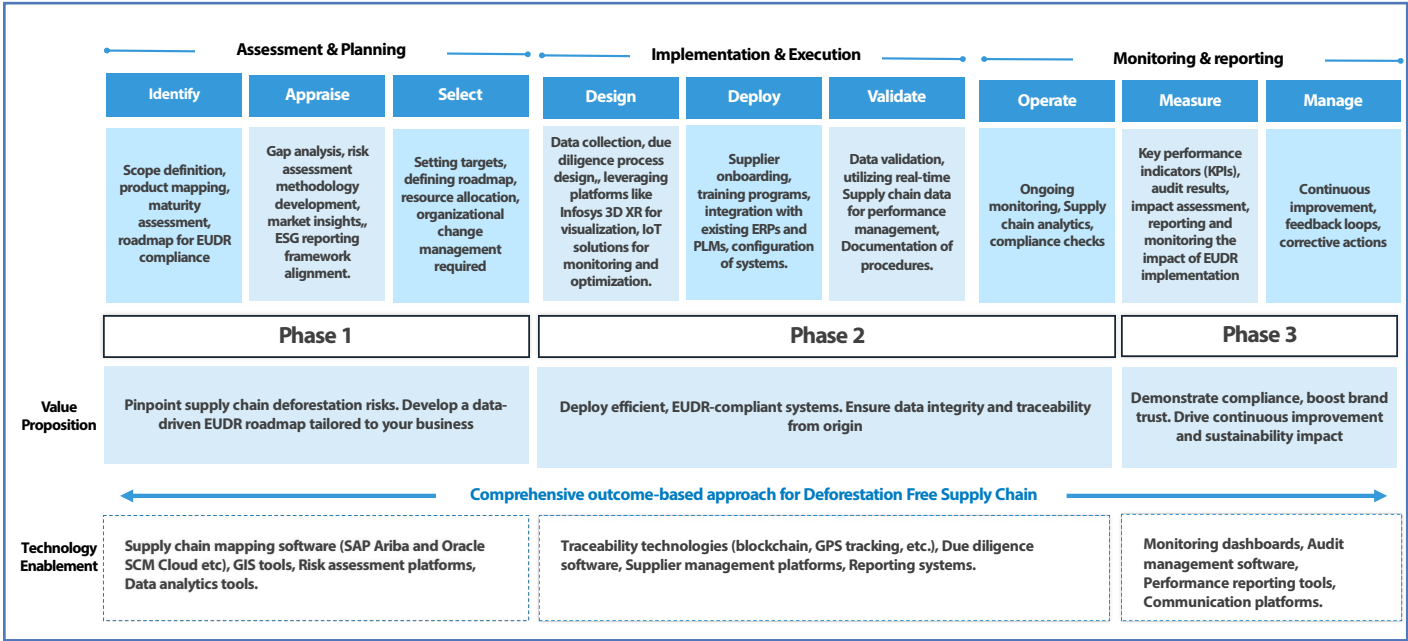 Assessment & Planning
Implementation & Execution
Monitoring & reporting
Identify
Appraise
Select
Design
Deploy
Validate
Operate
Measure
Manage
Scope definition,
product mapping,
maturity
assessment,
roadmap for EUDR
compliance
Gap analysis, risk
assessment
methodology
development,
market insights,,
ESG reporting
framework
alignment.
Setting targets,
defining roadmap,
resource allocation,
organizational
change
management
required
Data collection, due
diligence process
design,, leveraging
platforms like
Infosys 3D XR for
visualization, IoT
solutions for
monitoring and
optimization.
Supplier
onboarding,
training programs,
integration with
existing ERPs and
PLMs, configuration
of systems.
Data validation,
utilizing real-time
Supply chain data
for performance
management,
Documentation of
procedures.
Ongoing
monitoring, Supply
chain analytics,
compliance checks
Key performance
indicators (KPIs),
audit results,
impact assessment,
reporting and
monitoring the
impact of EUDR
implementation
Continuous
improvement,
feedback loops,
corrective actions
Phase 1
Phase 2
Phase 3
Value
Proposition
Pinpoint supply chain deforestation risks. Develop a data-
driven EUDR roadmap tailored to your business
Deploy efficient, EUDR-compliant systems. Ensure data integrity and traceability
from origin
Demonstrate compliance, boost brand
trust. Drive continuous improvement
and sustainability impact
Comprehensive outcome-based approach for Deforestation Free Supply Chain
Technology
Enablement
Supply chain mapping software (SAP Ariba and Oracle
SCM Cloud etc), GIS tools, Risk assessment platforms,
Data analytics tools.
Traceability technologies (blockchain, GPS tracking, etc.), Due diligence
software, Supplier management platforms, Reporting systems.
Monitoring dashboards, Audit
management software,
Performance reporting tools,
Communication platforms.